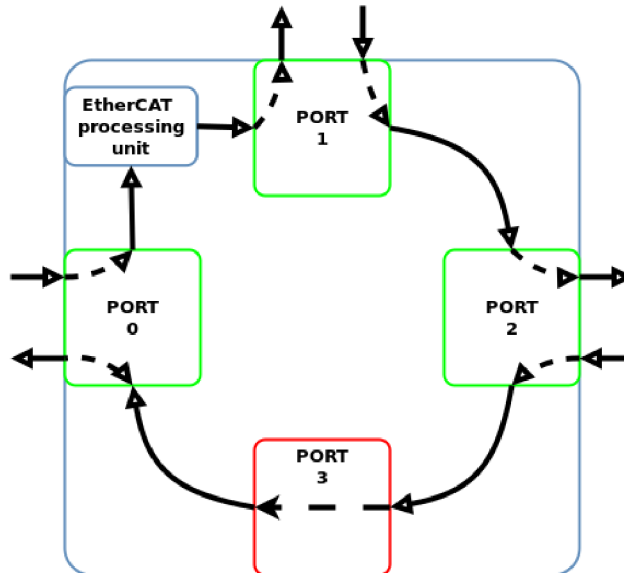 EtherCAT
processing
unit
PORT
1
PORT
0
PORT
2
PORT
3